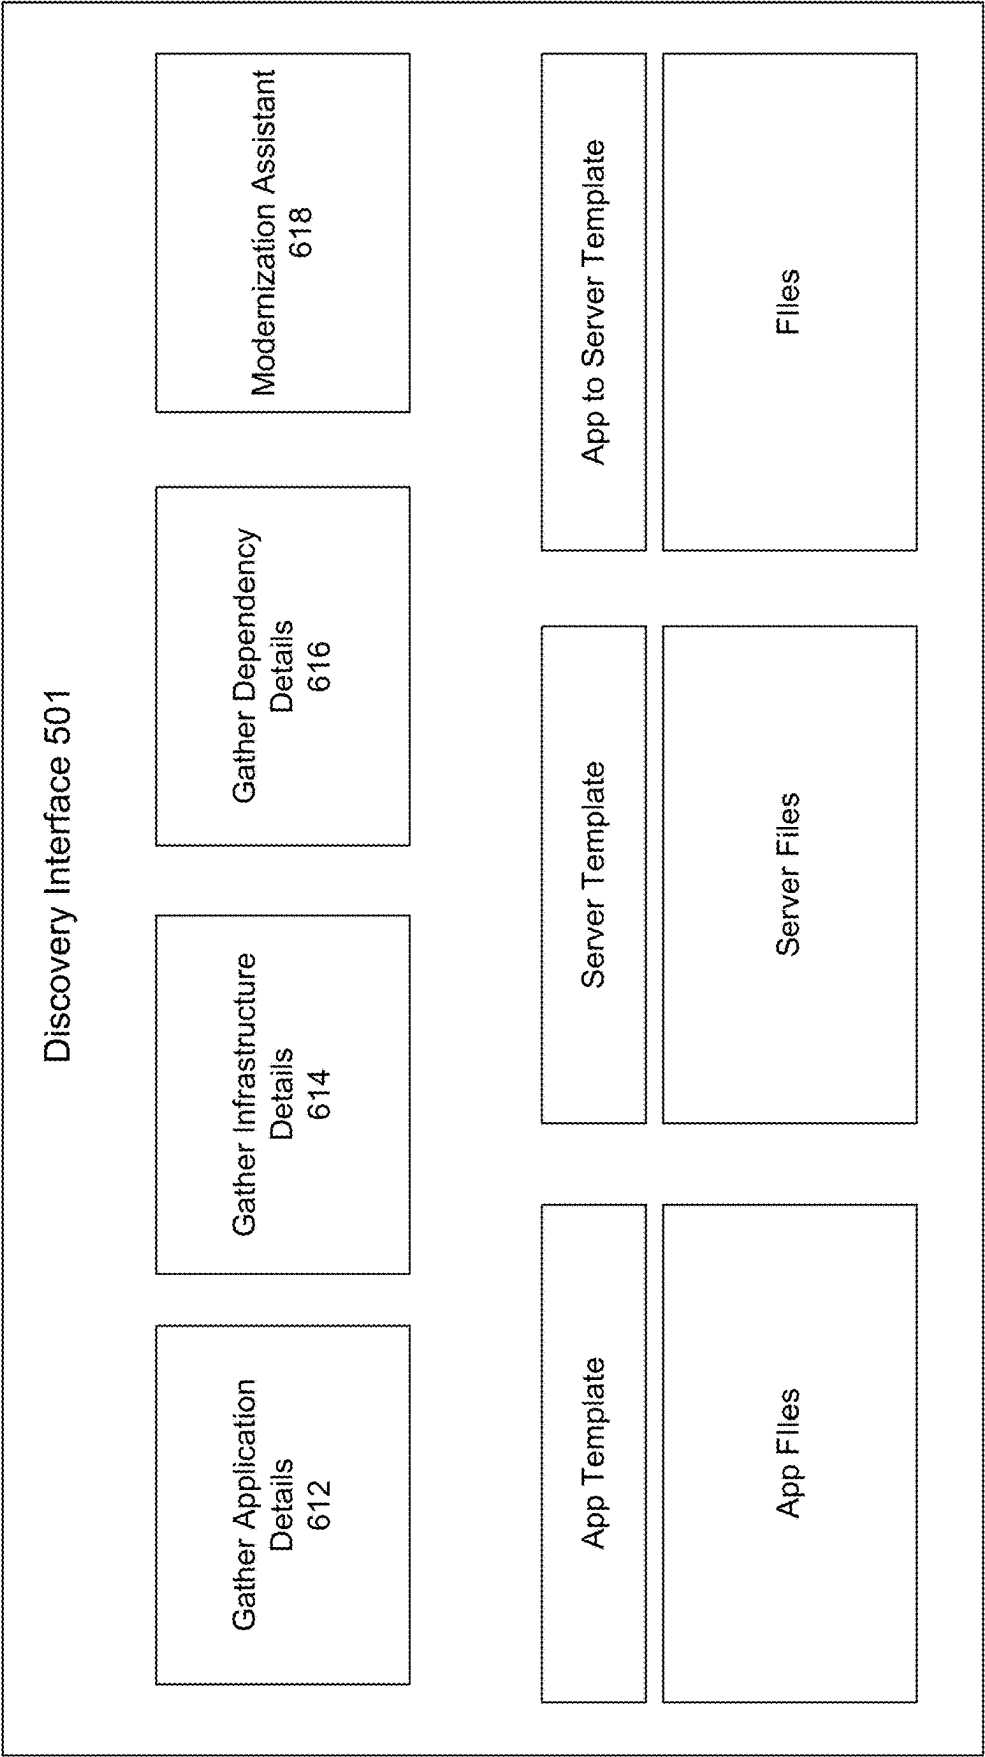 Discovery Interface 501
Gather Application
Details
612
Gather Infrastructure
Details
614
Gather Dependency
Details
616
Modernization Assistant
618
App Template
Server Template
App to Server Template
App Files
Server Files
Files